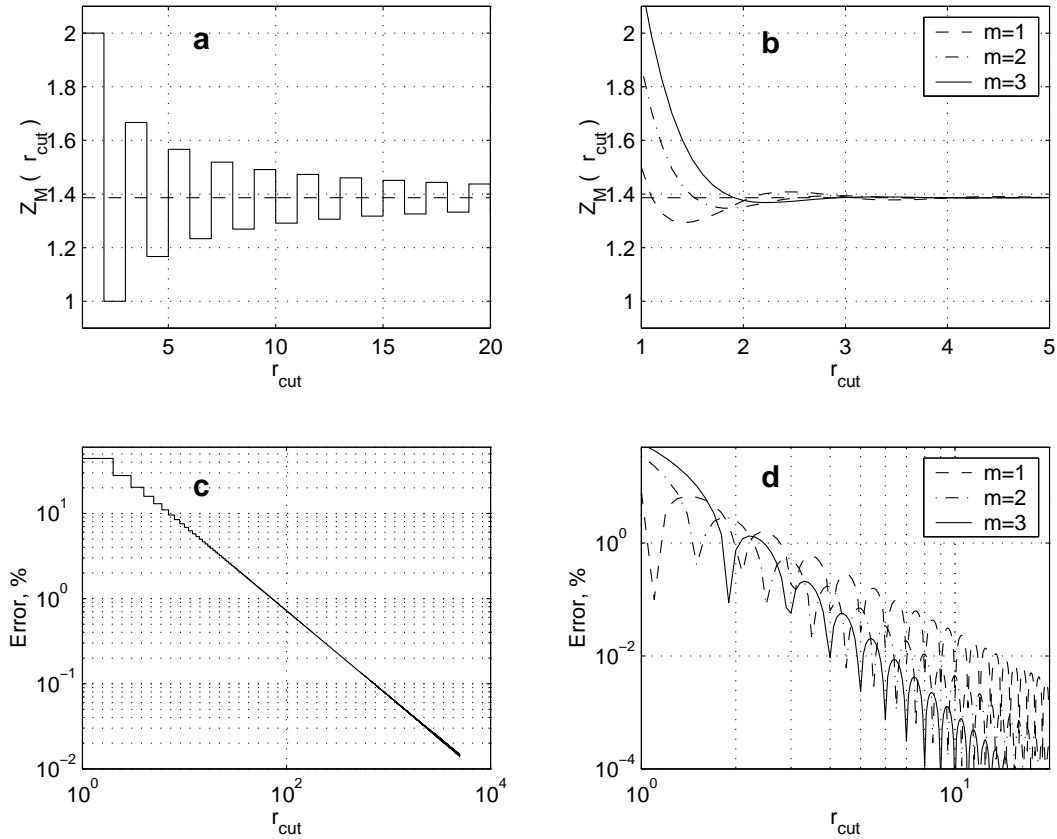 a
2
1.8
1.6
1.4
1.2
1
Z_M ( r_cut )
5
10
15
20
r_cut
b
m=1
m=2
m=3
2
1.8
1.6
1.4
1.2
1
Z_M ( r_cut )
1
2
3
4
5
r_cut
c
10^1
10^0
10^-1
10^-2
Error, %
10^0
10^2
10^4
r_cut
d
m=1
m=2
m=3
10^0
10^-2
10^-4
Error, %
10^0
10^1
r_cut